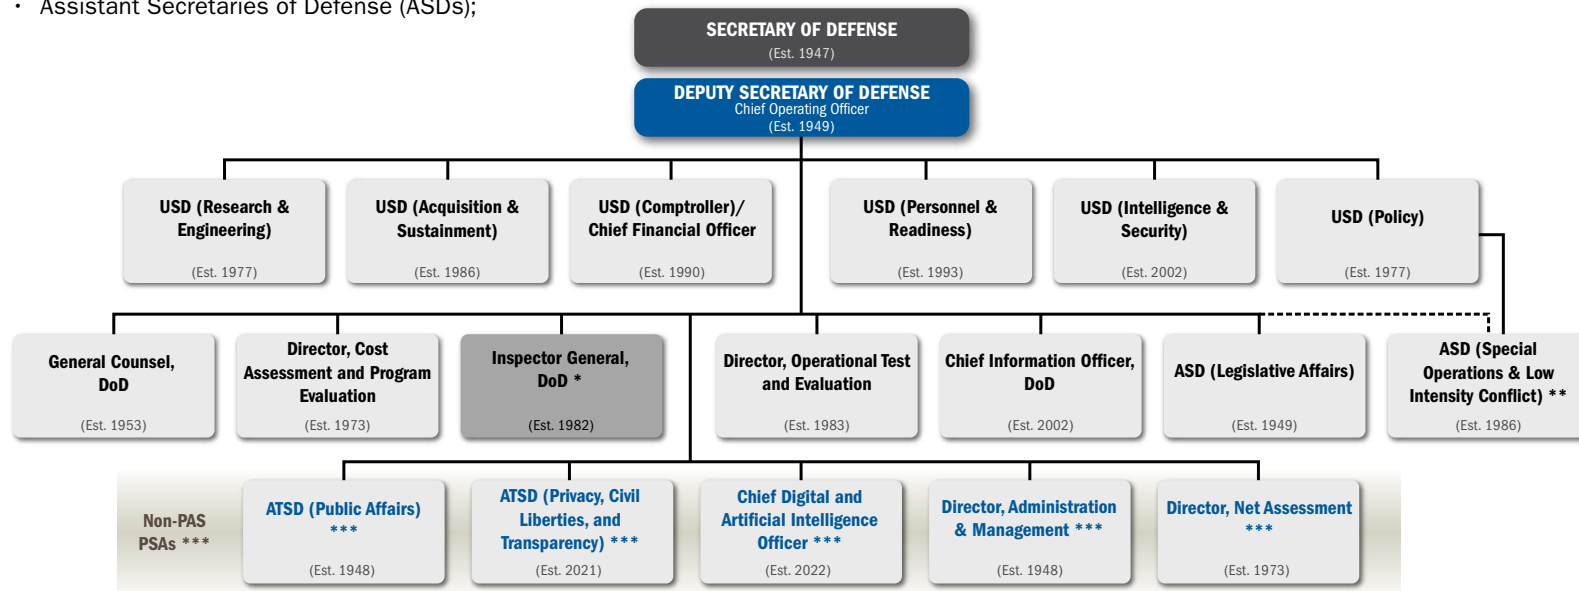 • Assistant Secretaries of Defense (ASDs);
SECRETARY OF DEFENSE
(Est. 1947)
DEPUTY SECRETARY OF DEFENSE
Chief Operating Officer
(Est. 1949)
USD (Research &
Engineering)
(Est. 1977)
USD (Acquisition &
Sustainment)
(Est. 1986)
USD (Comptroller)/
Chief Financial Officer
(Est. 1990)
USD (Personnel &
Readiness)
(Est. 1993)
USD (Intelligence &
Security)
(Est. 2002)
USD (Policy)
(Est. 1977)
General Counsel,
DoD
(Est. 1953)
Director, Cost
Assessment and Program
Evaluation
(Est. 1973)
Inspector General,
DoD *
(Est. 1982)
Director, Operational Test
and Evaluation
(Est. 1983)
Chief Information Officer,
DoD
(Est. 2002)
ASD (Legislative Affairs)
(Est. 1949)
ASD (Special
Operations & Low
Intensity Conflict) **
(Est. 1986)
Non-PAS
PSAs ***
ATSD (Public Affairs)
***
(Est. 1948)
ATSD (Privacy, Civil
Liberties, and
Transparency) ***
(Est. 2021)
Chief Digital and
Artificial Intelligence
Officer ***
(Est. 2022)
Director, Administration
& Management ***
(Est. 1948)
Director, Net Assessment
***
(Est. 1973)